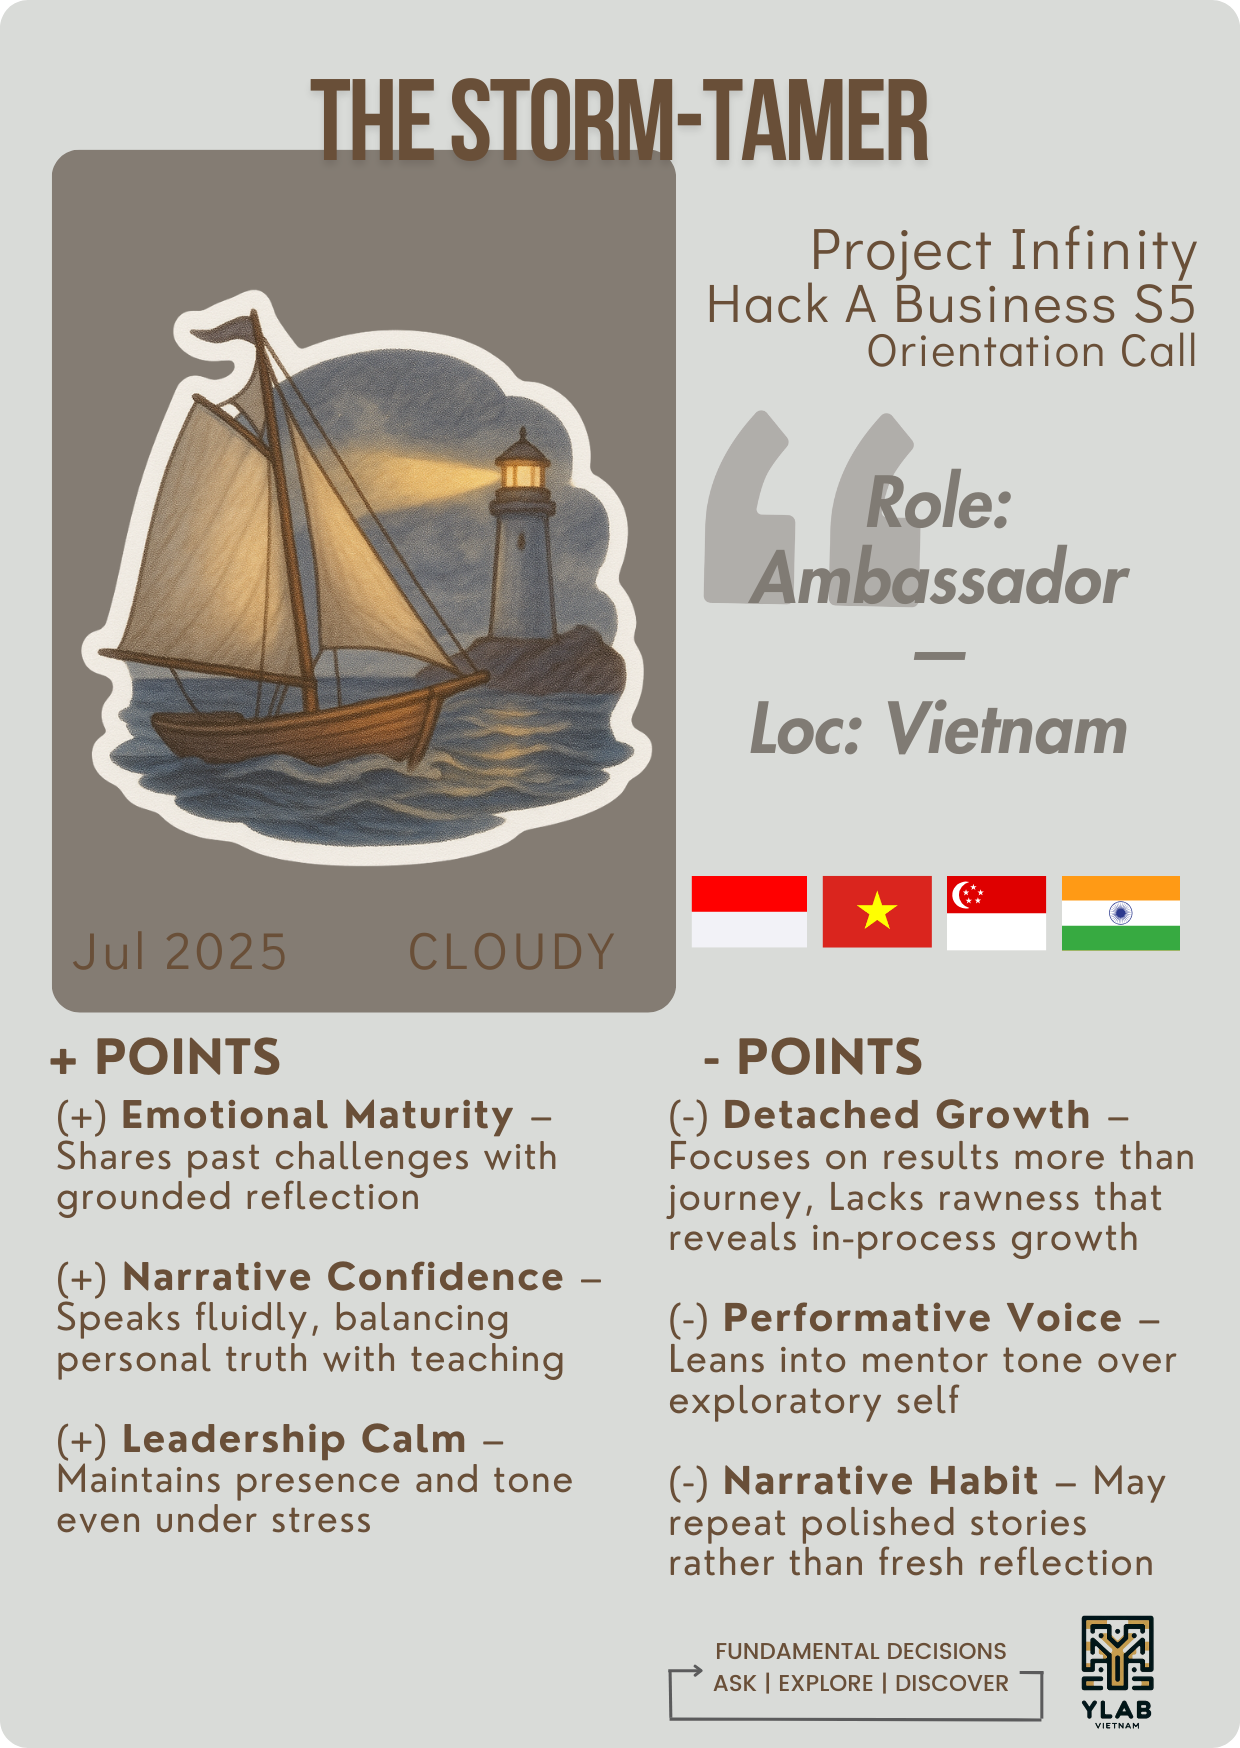 THE STORM-TAMER
Project Infinity
Hack A Business S5
Orientation Call
Role:
Ambassador
—
Loc: Vietnam
Jul 2025 CLOUDY
+ POINTS
(+) Emotional Maturity –
Shares past challenges with
grounded reflection
(+) Narrative Confidence –
Speaks fluidly, balancing
personal truth with teaching
(+) Leadership Calm –
Maintains presence and tone
even under stress
- POINTS
(-) Detached Growth –
Focuses on results more than
journey, Lacks rawness that
reveals in-process growth
(-) Performative Voice –
Leans into mentor tone over
exploratory self
(-) Narrative Habit – May
repeat polished stories
rather than fresh reflection
FUNDAMENTAL DECISIONS
ASK | EXPLORE | DISCOVER
YLAB
VIETNAM